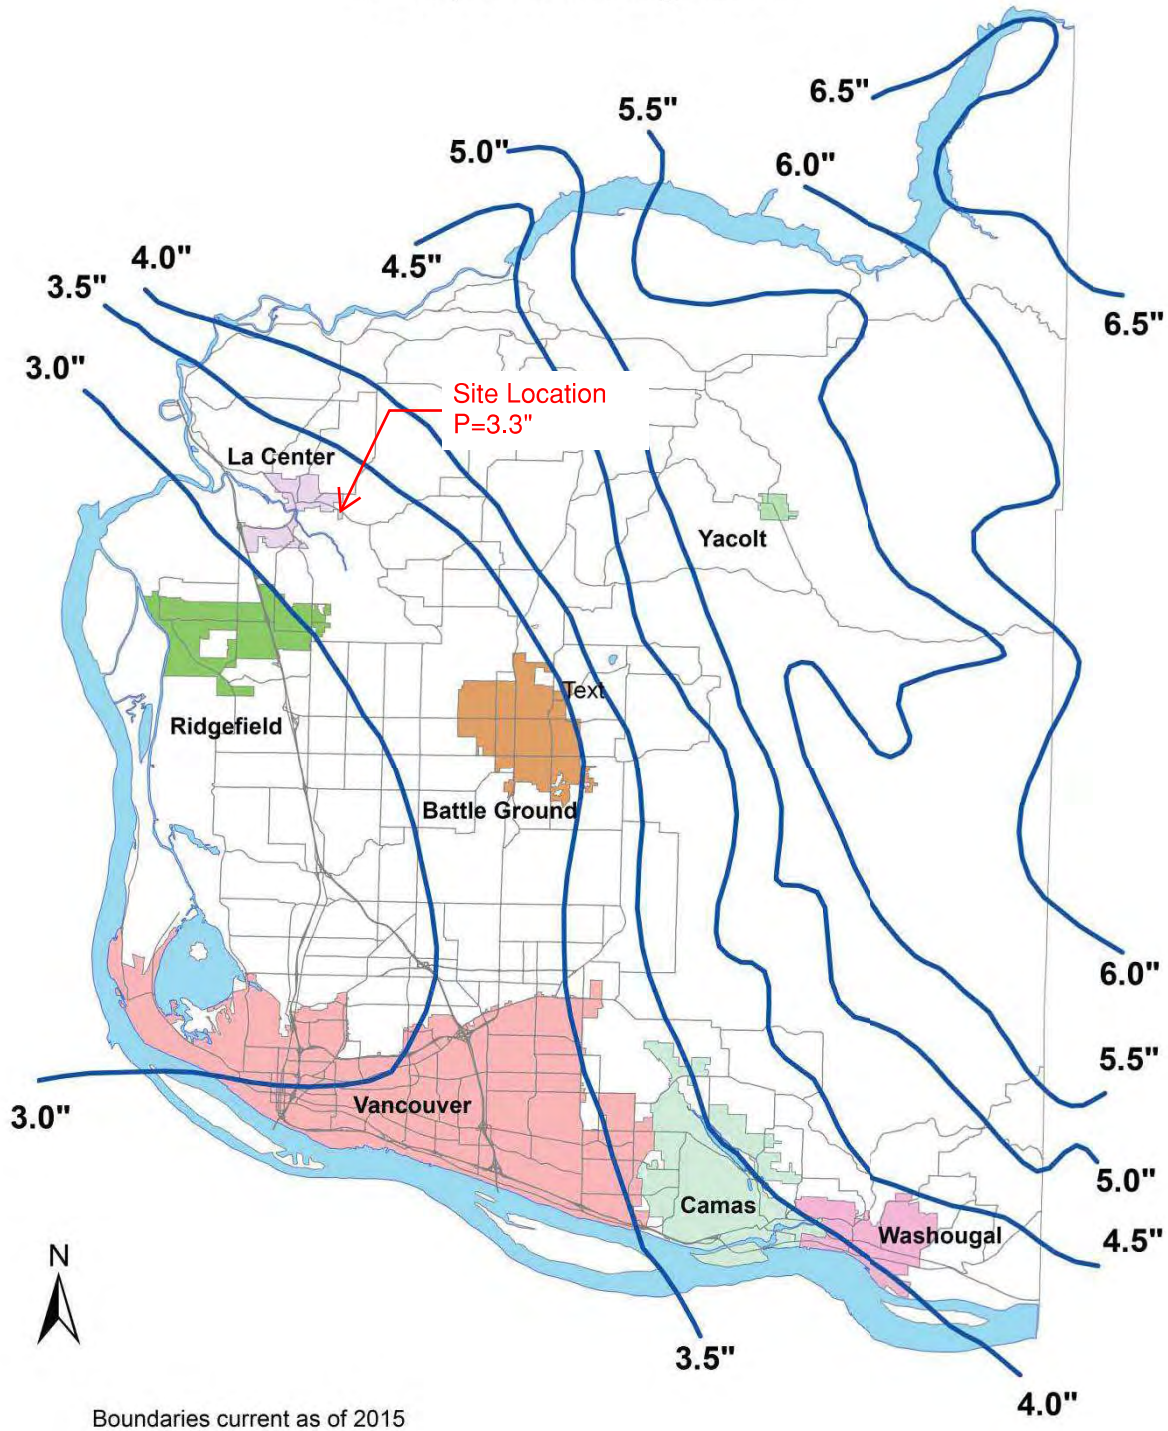 6.5"
5.5"
5.0"
6.0"
4.0"
4.5"
3.5"
6.5"
3.0"
Site Location
P=3.3"
La Center
Yacolt
Text
Ridgefield
Battle Ground
6.0"
5.5"
3.0"
Vancouver
5.0"
Camas
Washougal
4.5"
N
3.5"
4.0"
Boundaries current as of 2015